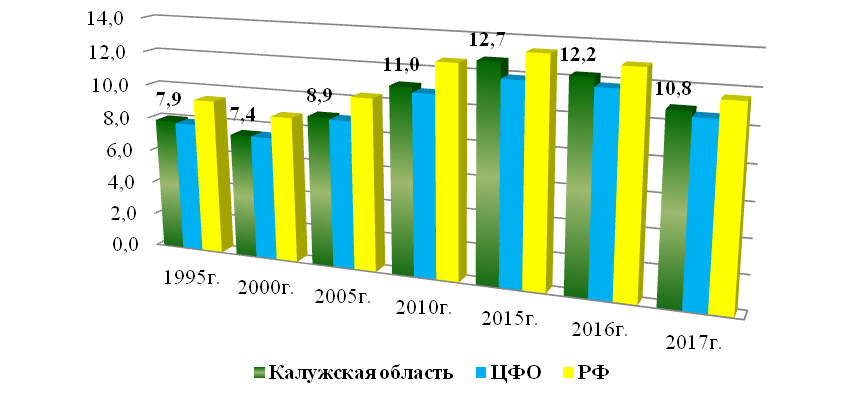 14,0
12,0
10,0
8,0
6,0
4,0
2,0
0,0
7,9
7,4
8,9
11,0
12,7
12,2
10,8
1995г.
2000г.
2005г.
2010г.
2015г.
2016г.
2017г.
Калужская область ЦФО РФ